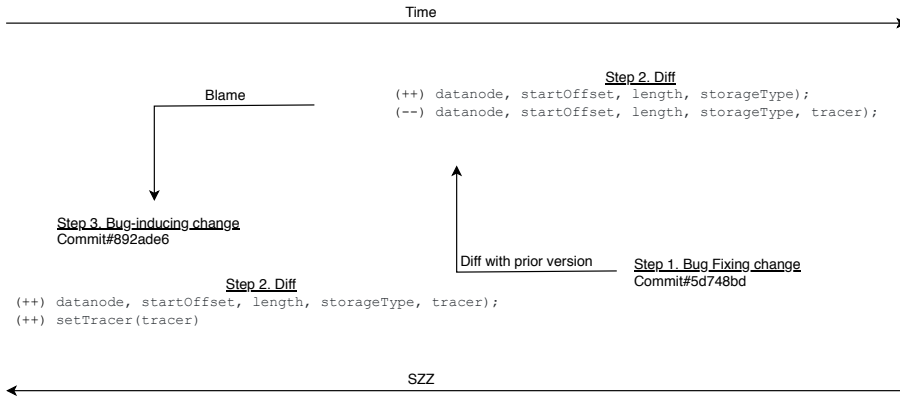 Time
Step 2. Diff
Blame
(++) datanode, startOffset, length, storageType);
(--) datanode, startOffset, length, storageType, tracer);
Step 3. Bug-inducing change
Commit#892ade6
Diff with prior version
Step 1. Bug Fixing change
Commit#5d748bd
Step 2. Diff
(++) datanode, startOffset, length, storageType, tracer);
(++) setTracer(tracer)
SZZ